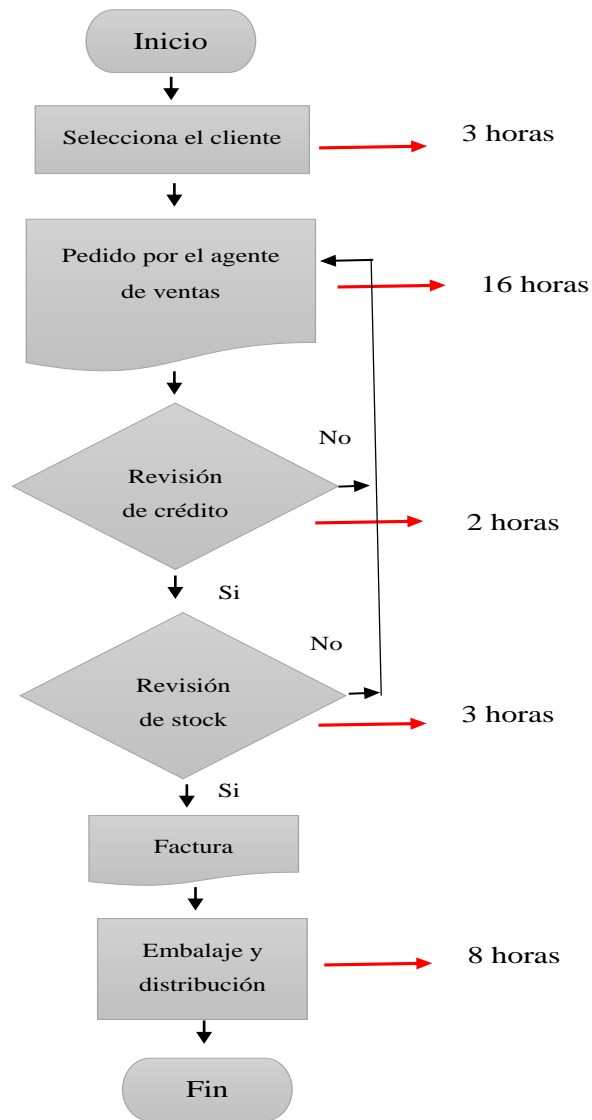 Inicio
Selecciona el cliente
3 horas
Pedido por el agente
de ventas
16 horas
No
Revisión
de crédito
2 horas
Si
No
Revisión
de stock
3 horas
Si
Factura
Embalaje y
distribución
8 horas
Fin